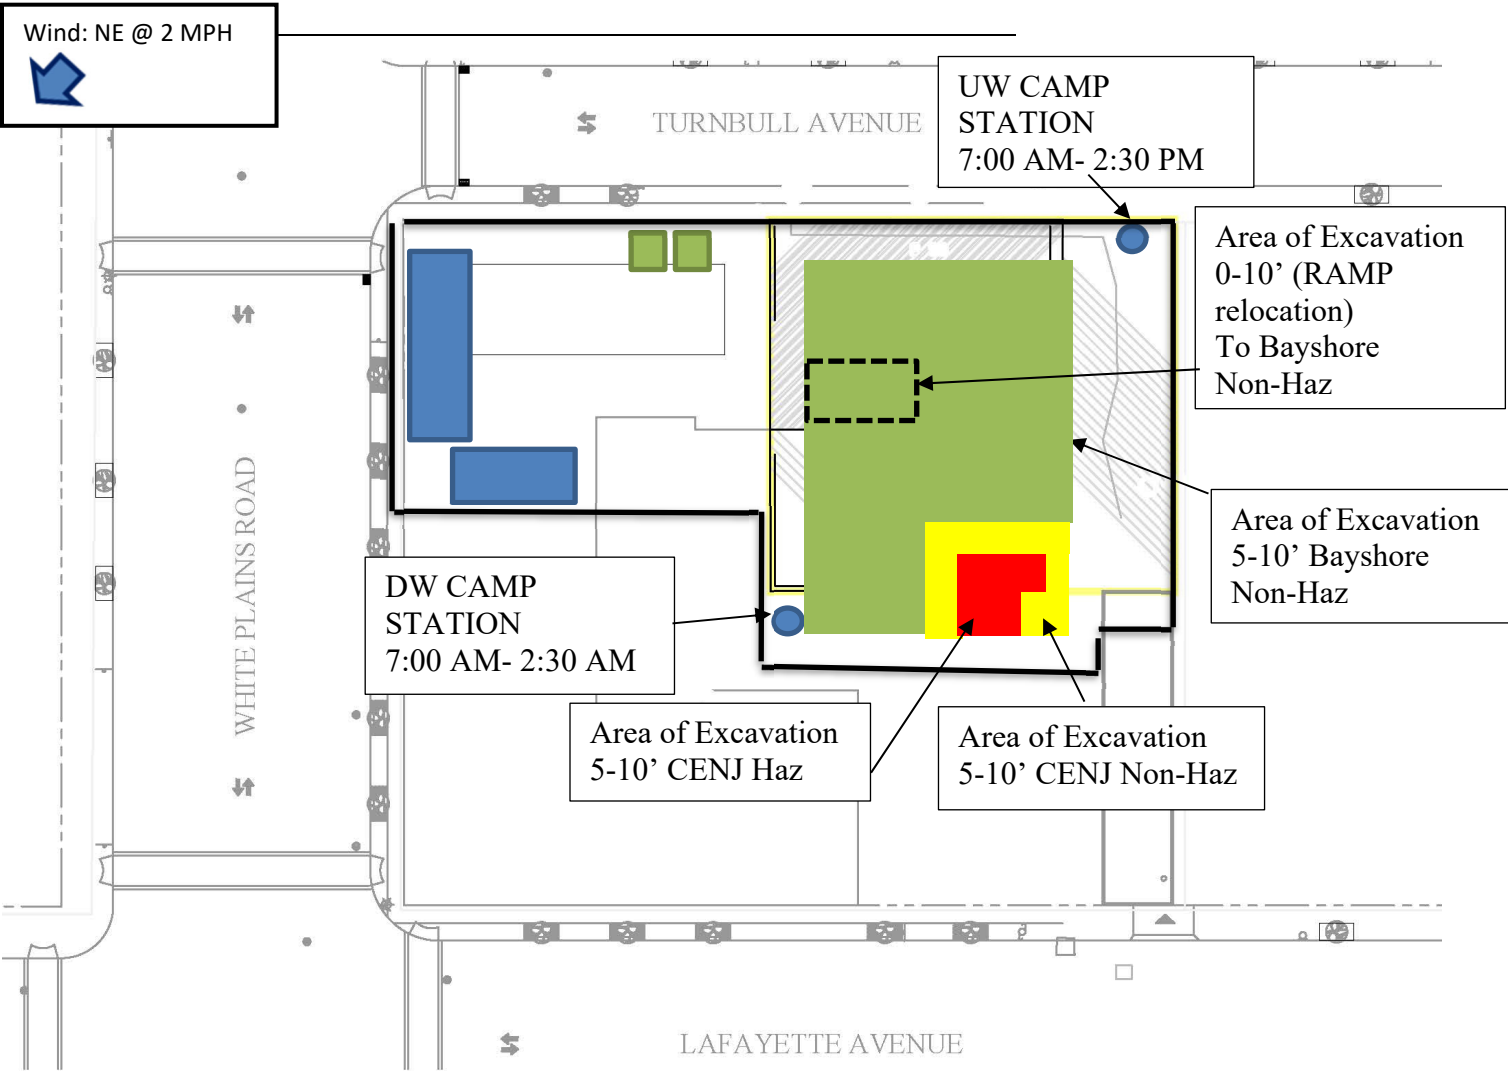 Wind: NE @ 2 MPH
TURNBULL AVENUE
UW CAMP
STATION
7:00 AM- 2:30 PM
Area of Excavation
0-10’ (RAMP
relocation)
To Bayshore
Non-Haz
WHITE PLAINS ROAD
Area of Excavation
5-10’ Bayshore
Non-Haz
DW CAMP
STATION
7:00 AM- 2:30 AM
Area of Excavation
5-10’ CENJ Haz
Area of Excavation
5-10’ CENJ Non-Haz
LAFAYETTE AVENUE